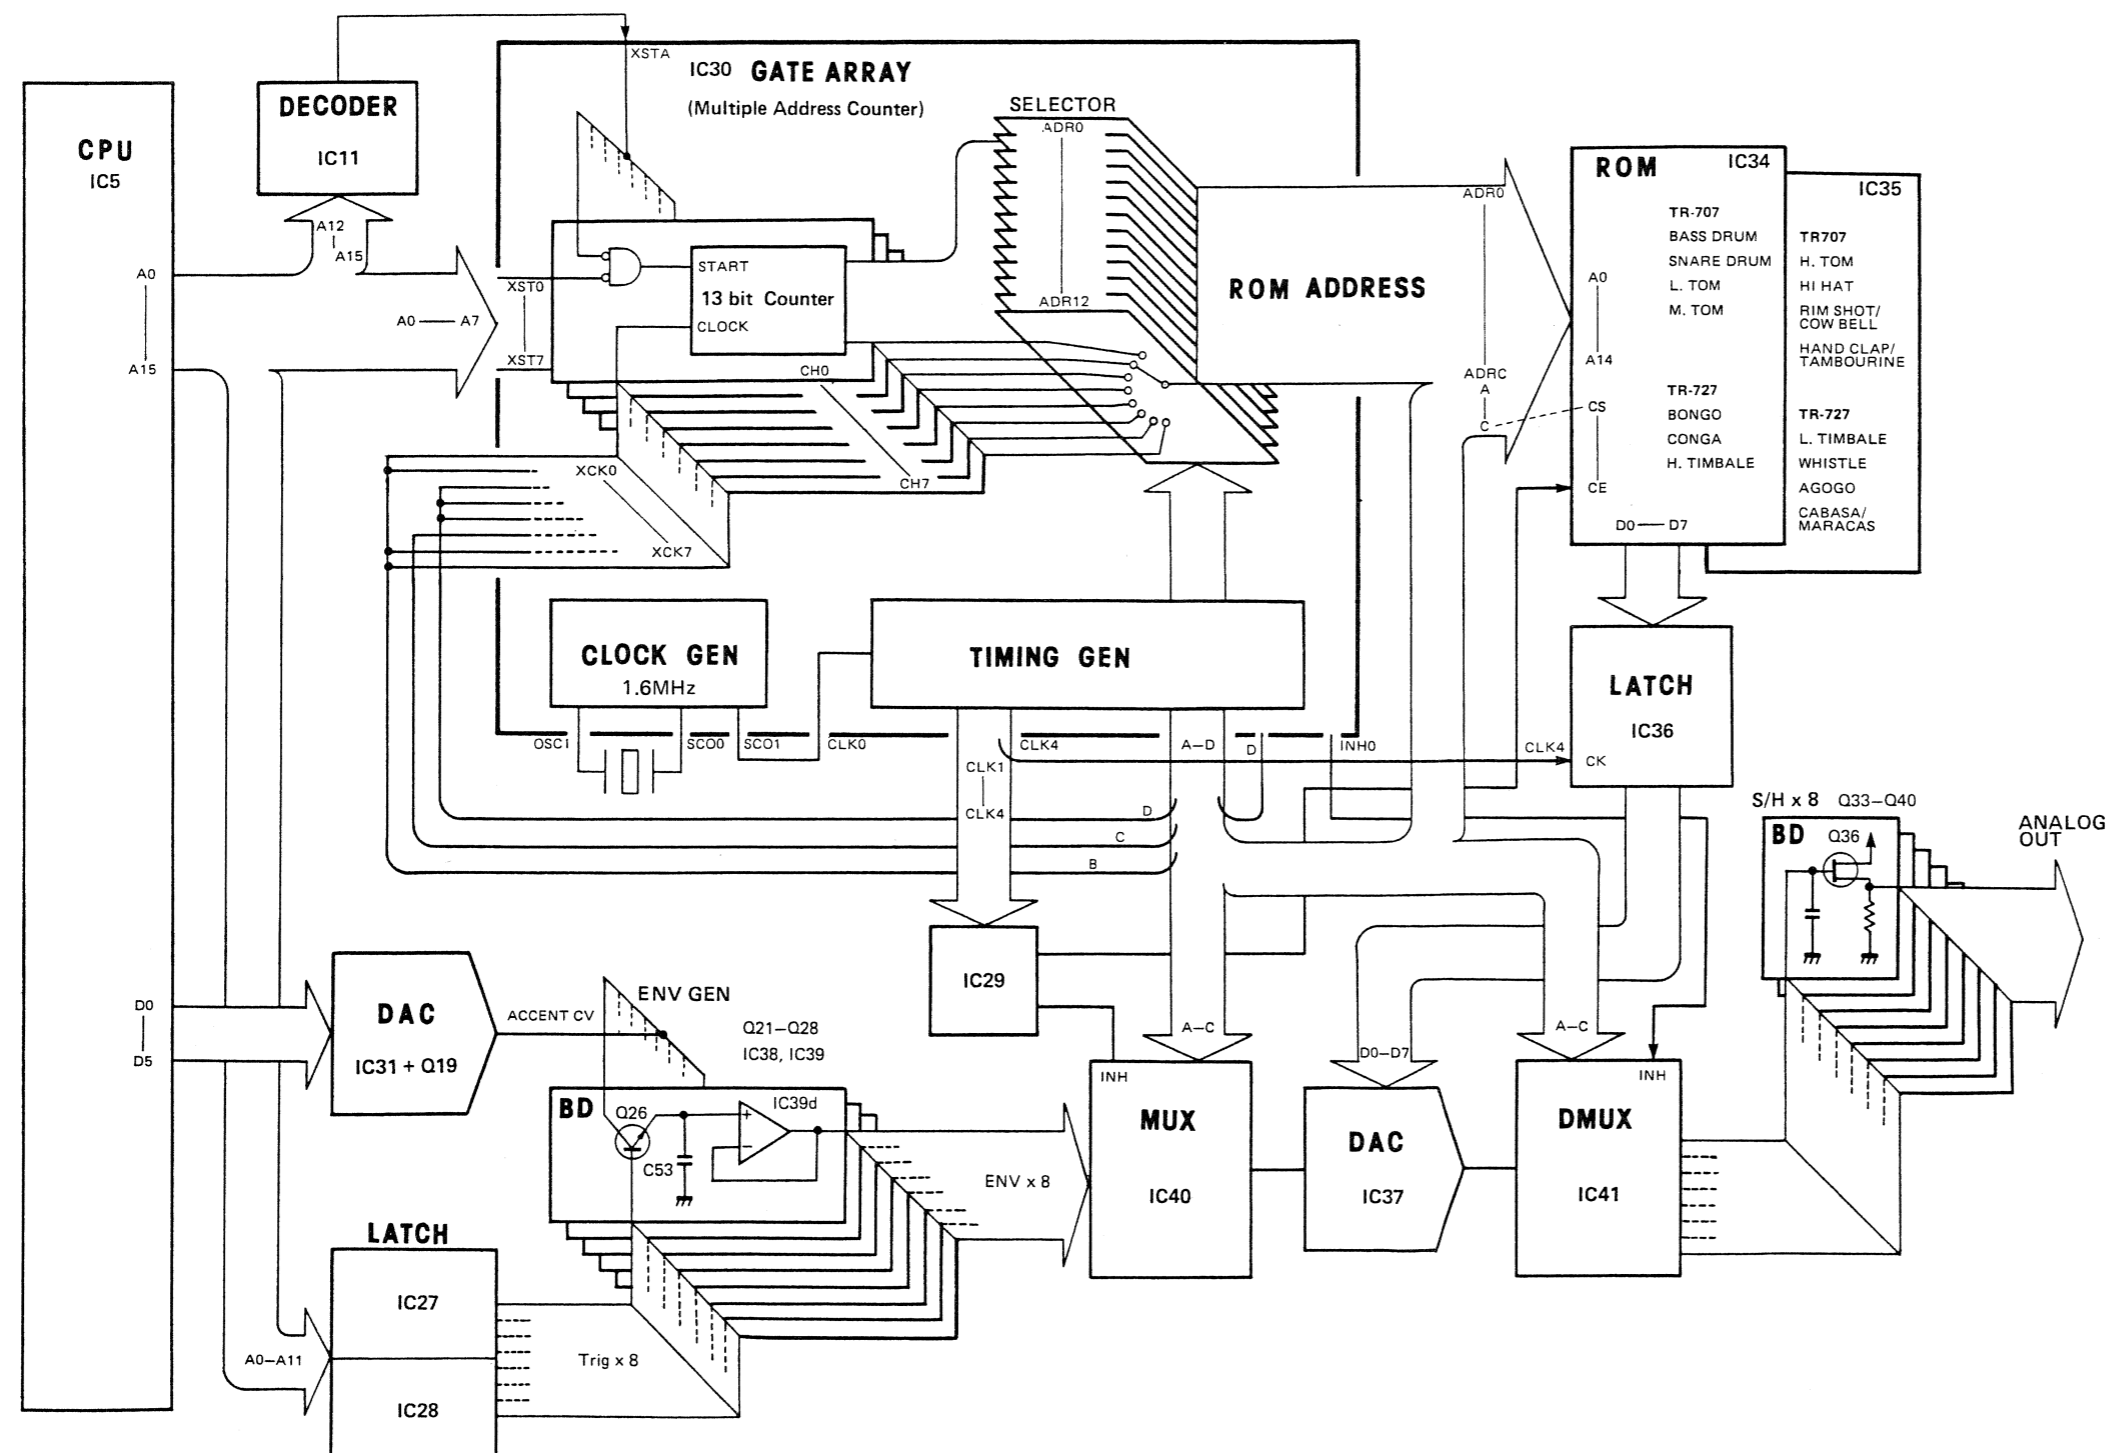 XSTA
IC30 GATE ARRAY
(Multiple Address Counter)
DECODER
IC11
CPU
IC5
SELECTOR
ADR0
ADR12
A12
A15
A0
A15
A0 A7
XST0
XST7
START
13 bit Counter
CLOCK
CH0
CH7
XCK0
XCK7
ROM ADDRESS
ADR0
ADRC
A
C
ROM IC34
TR-707
BASS DRUM
SNARE DRUM
L. TOM
M. TOM
TR-727
BONGO
CONGA
H. TIMBALE
A0
A14
CS
CE
D0 D7
IC35
TR707
H. TOM
HI HAT
RIM SHOT/
COW BELL
HAND CLAP/
TAMBOURINE
TR-727
L. TIMBALE
WHISTLE
AGOGO
CABASA/
MARACAS
CLOCK GEN
1.6MHz
TIMING GEN
LATCH
IC36
CK
OSC1 SCO0 SCO1 CLK0 CLK4 A–D D INH0 CLK4
CLK1
CLK4
D
C
B
S/H x 8 Q33–Q40
BD Q36
ANALOG
OUT
IC29
D0
D5
DAC
IC31 + Q19
ACCENT CV
ENV GEN
Q21–Q28
IC38, IC39
BD Q26 IC39d
+
−
C53
ENV x 8
A–C
INH
MUX
IC40
D0–D7
DAC
IC37
A–C
INH
DMUX
IC41
LATCH
IC27
IC28
A0–A11
Trig x 8